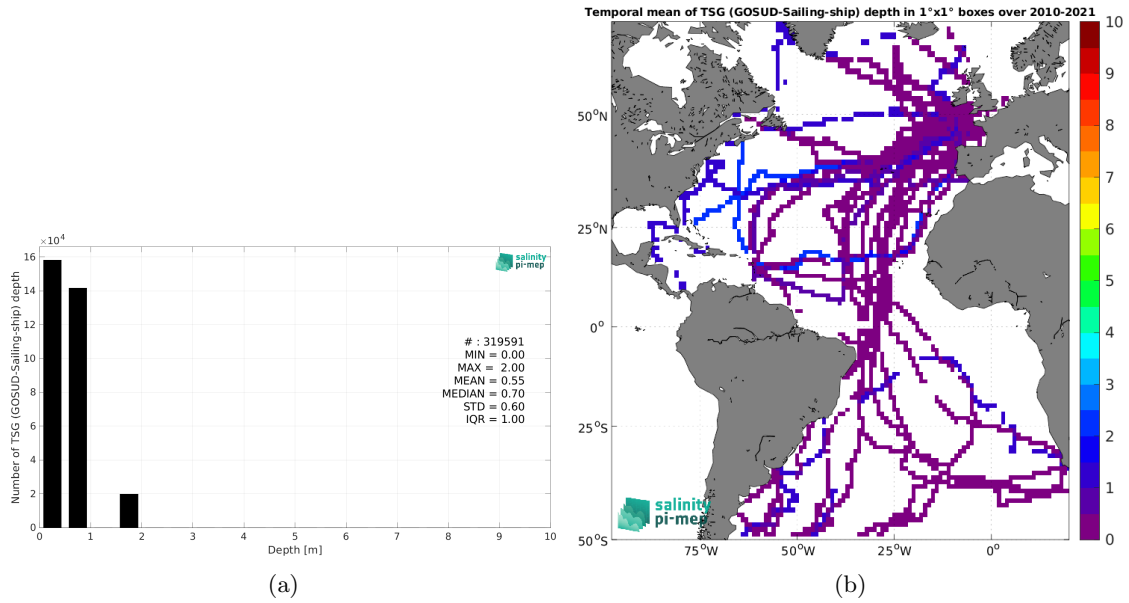 Temporal mean of TSG (GOSUD-Sailing-ship) depth in 1°x1° boxes over 2010-2021
×10⁴
16
14
12
10
8
6
4
2
0
Number of TSG (GOSUD-Sailing-ship) depth
salinity
pi-mep
# : 319591
MIN = 0.00
MAX = 2.00
MEAN = 0.55
MEDIAN = 0.70
STD = 0.60
IQR = 1.00
0 1 2 3 4 5 6 7 8 9 10
Depth [m]
(a)
50°N
25°N
0°
25°S
50°S
75°W 50°W 25°W 0°
salinity
pi-mep
10
9
8
7
6
5
4
3
2
1
0
(b)